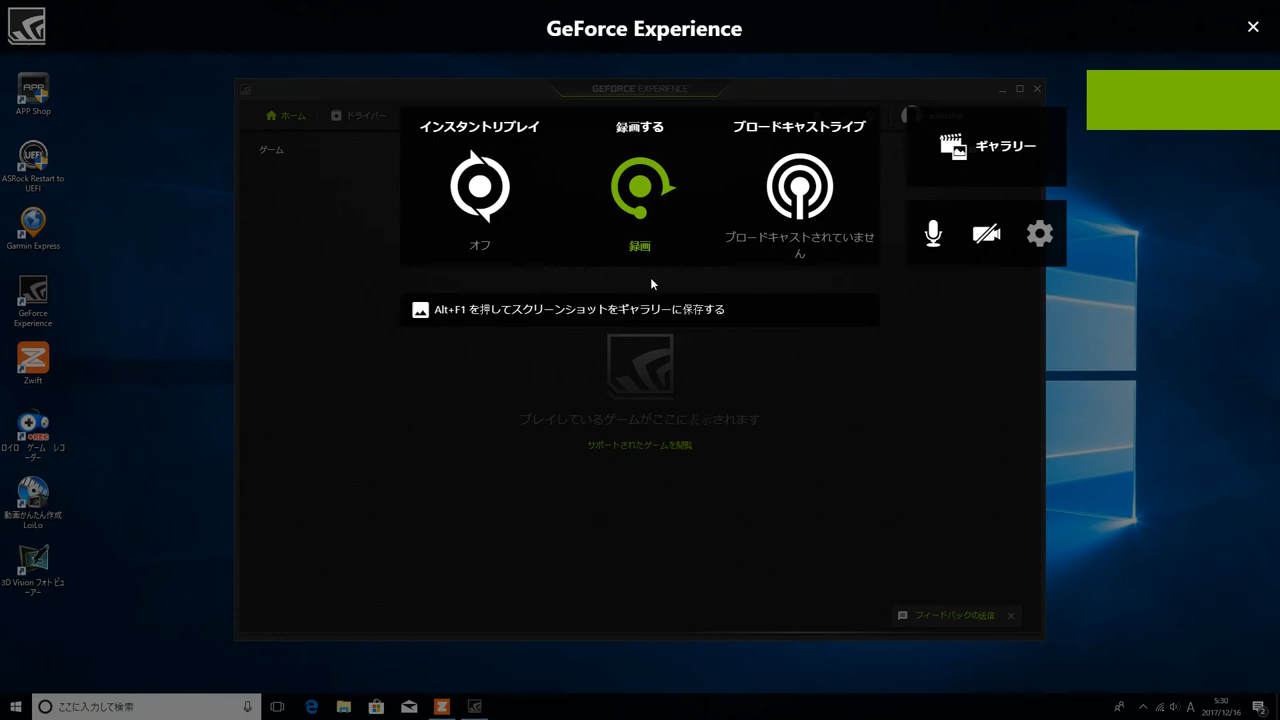 GeForce Experience
GEFORCE EXPERIENCE
ホーム
ドライバー
ゲーム
インスタントリプレイ
オフ
録画する
録画
ブロードキャストライブ
ブロードキャストされていませ
ん
ギャラリー
Alt+F1 を押してスクリーンショットをギャラリーに保存する
プレイしているゲームがここに表示されます
サポートされたゲームを閲覧
フィードバックの送信
APP
APP Shop
UEFI
ASRock Restart to
UEFI
Garmin Express
GeForce
Experience
Zwift
+REC
ロイロ ゲーム レコ
ーダー
動画かんたん作成
LoiLo
3D Vision フォト ビュ
ーアー
ここに入力して検索
A
5:30
2017/12/16
2